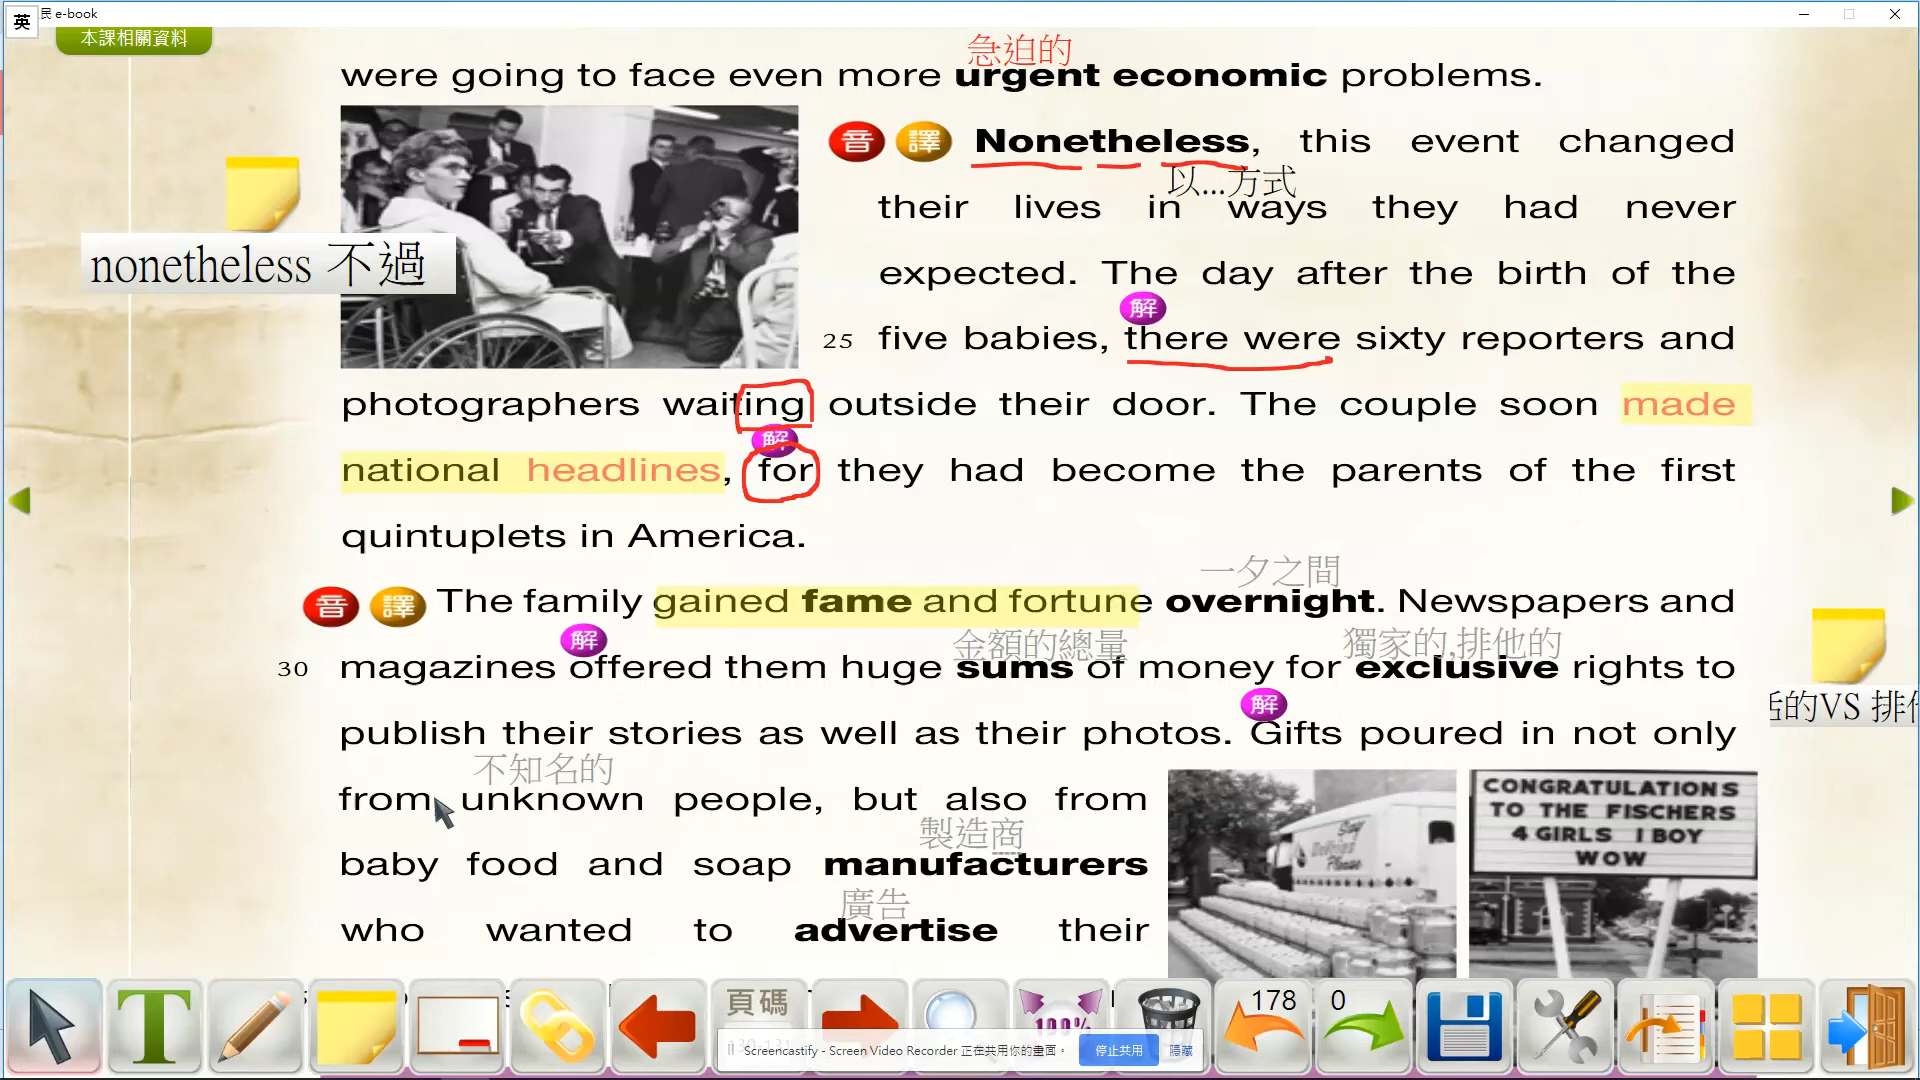 英 民 e-book
本課相關資料
急迫的
were going to face even more urgent economic problems.
音 譯 Nonetheless, this event changed
以...方式
their lives in ways they had never
nonetheless 不過
expected. The day after the birth of the
解
25 five babies, there were sixty reporters and
photographers waiting outside their door. The couple soon made
解
national headlines, for they had become the parents of the first
quintuplets in America.
一夕之間
音 譯 The family gained fame and fortune overnight. Newspapers and
解 金額的總量 獨家的,排他的
30 magazines offered them huge sums of money for exclusive rights to
解
的VS 排他
publish their stories as well as their photos. Gifts poured in not only
不知名的
from unknown people, but also from
CONGRATULATIONS
TO THE FISCHERS
4 GIRLS 1 BOY
WOW
製造商
baby food and soap manufacturers
廣告
who wanted to advertise their
T 頁碼 100% 178 0
Screencastify - Screen Video Recorder 正在共用你的畫面。 停止共用 隱藏